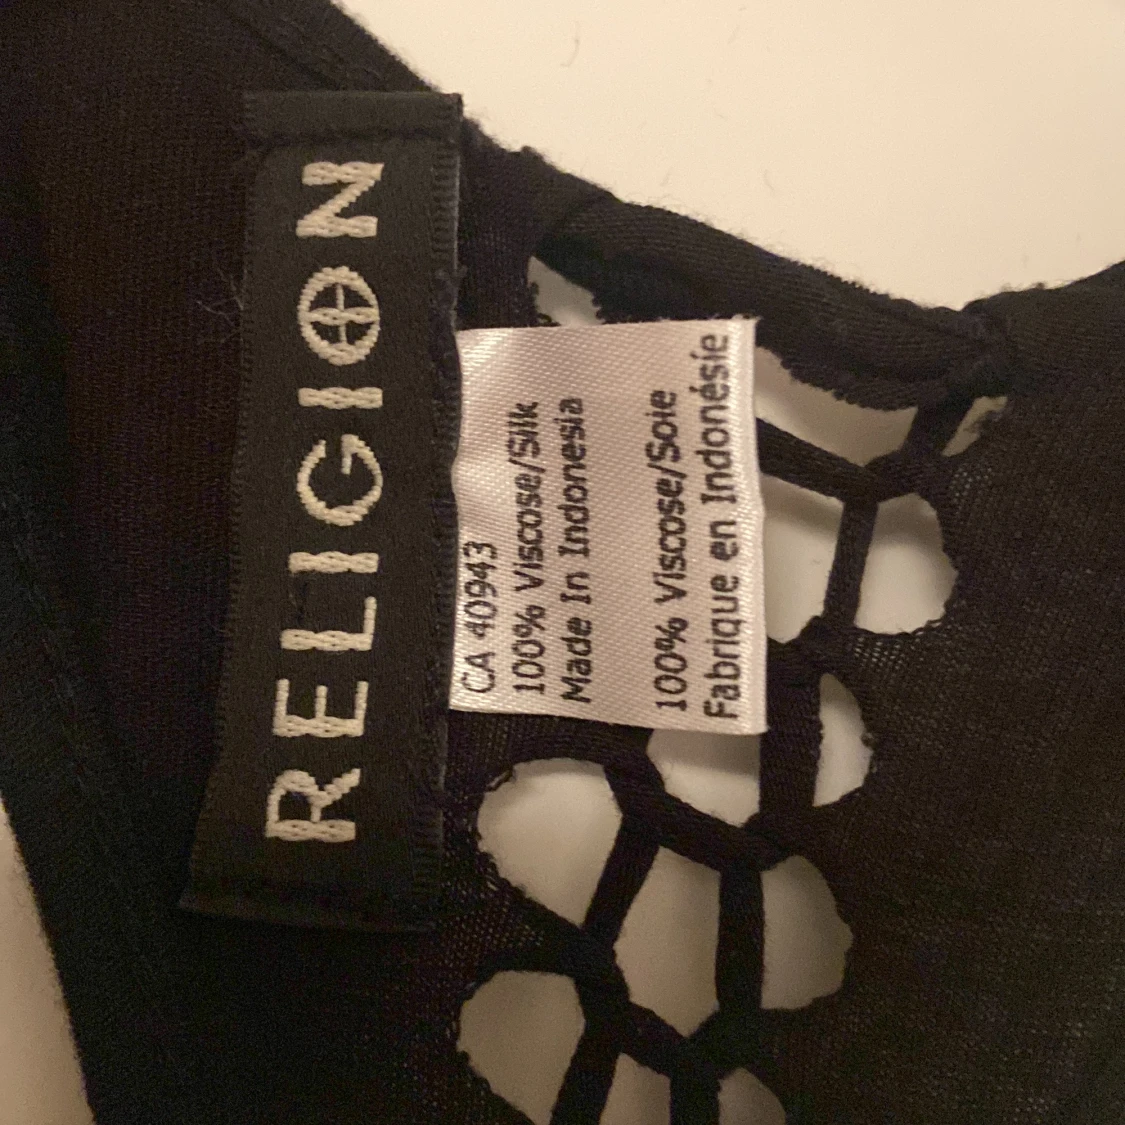 RELIGION
CA 40943
100% Viscose/Silk
Made In Indonesia
100% Viscose/Soie
Fabrique en Indonésie